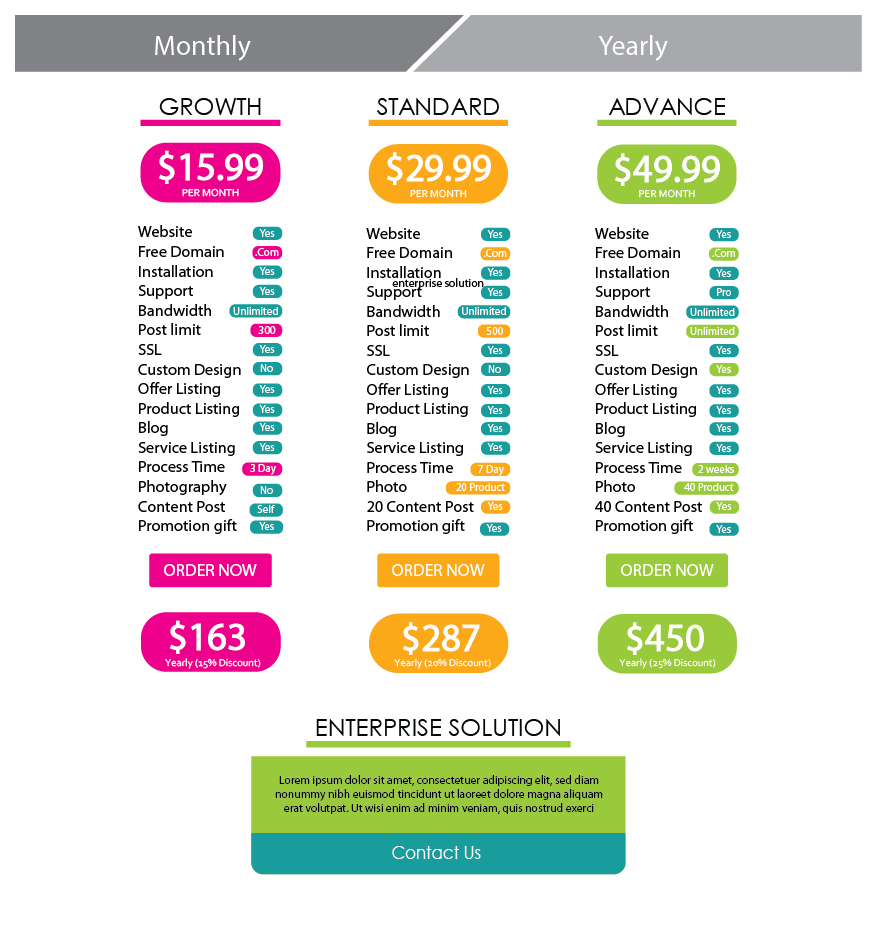 Monthly
Yearly
GROWTH
$15.99
PER MONTH
Website Yes
Free Domain .Com
Installation Yes
Support Yes
Bandwidth Unlimited
Post limit 300
SSL Yes
Custom Design No
Offer Listing Yes
Product Listing Yes
Blog Yes
Service Listing Yes
Process Time 3 Day
Photography No
Content Post Self
Promotion gift Yes
ORDER NOW
$163
Yearly (15% Discount)
STANDARD
$29.99
PER MONTH
Website Yes
Free Domain .Com
Installation Yes
enterprise solution
Support Yes
Bandwidth Unlimited
Post limit 500
SSL Yes
Custom Design No
Offer Listing Yes
Product Listing Yes
Blog Yes
Service Listing Yes
Process Time 7 Day
Photo 20 Product
20 Content Post Yes
Promotion gift Yes
ORDER NOW
$287
Yearly (20% Discount)
ADVANCE
$49.99
PER MONTH
Website Yes
Free Domain .Com
Installation Yes
Support Pro
Bandwidth Unlimited
Post limit Unlimited
SSL Yes
Custom Design Yes
Offer Listing Yes
Product Listing Yes
Blog Yes
Service Listing Yes
Process Time 2 weeks
Photo 40 Product
40 Content Post Yes
Promotion gift Yes
ORDER NOW
$450
Yearly (25% Discount)
ENTERPRISE SOLUTION
Lorem ipsum dolor sit amet, consectetuer adipiscing elit, sed diam
nonummy nibh euismod tincidunt ut laoreet dolore magna aliquam
erat volutpat. Ut wisi enim ad minim veniam, quis nostrud exerci
Contact Us